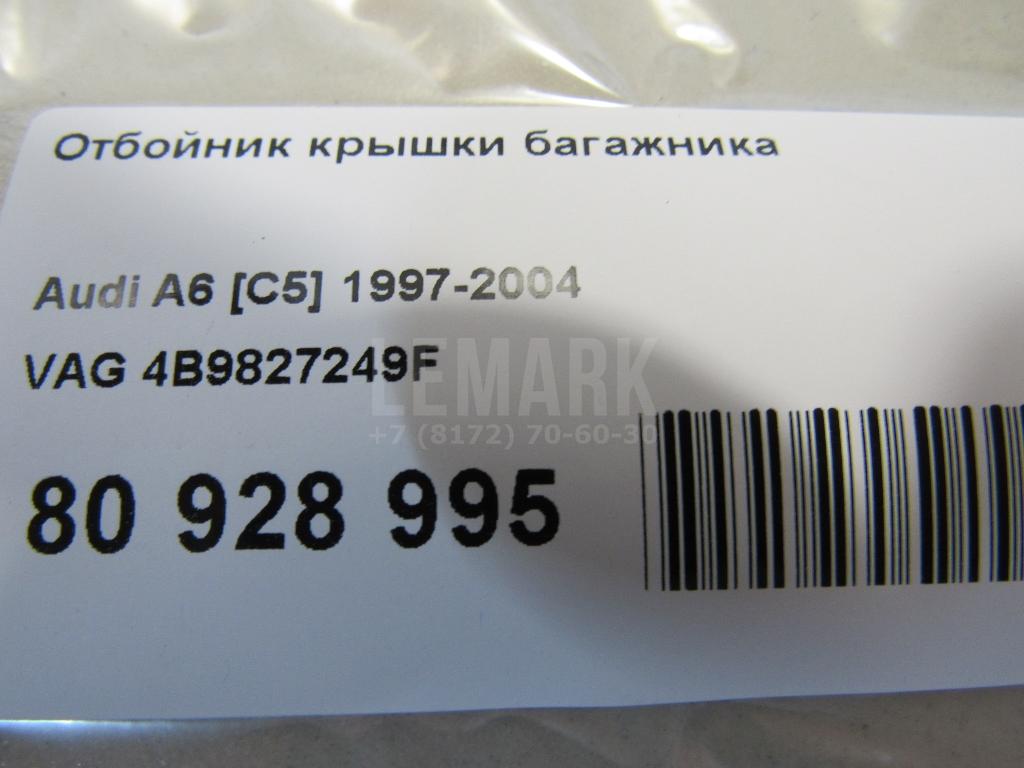 Отбойник крышки багажника
Audi A6 [C5] 1997-2004
VAG 4B9827249F
LEMARK
+7 (8172) 70-60-30
80 928 995